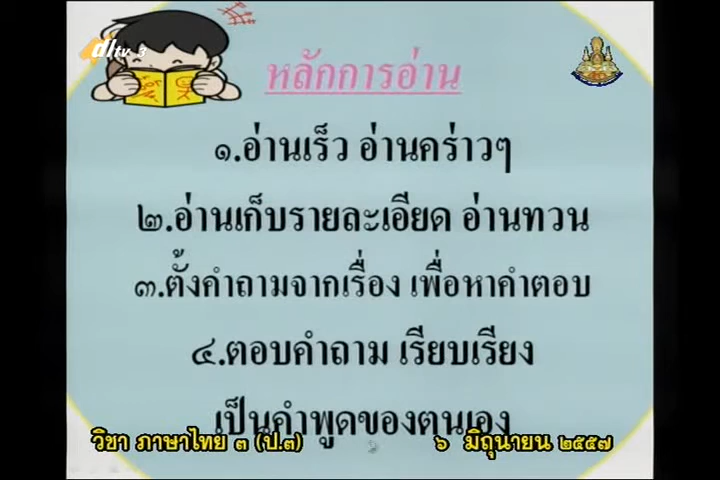 dltv 3
หลักการอ่าน
๑.อ่านเร็ว อ่านคร่าวๆ
๒.อ่านเก็บรายละเอียด อ่านทวน
๓.ตั้งคำถามจากเรื่อง เพื่อหาคำตอบ
๔.ตอบคำถาม เรียบเรียง
เป็นคำพูดของตนเอง
วิชา ภาษาไทย ๓ (ป.๓) ๖ มิถุนายน ๒๕๕๗